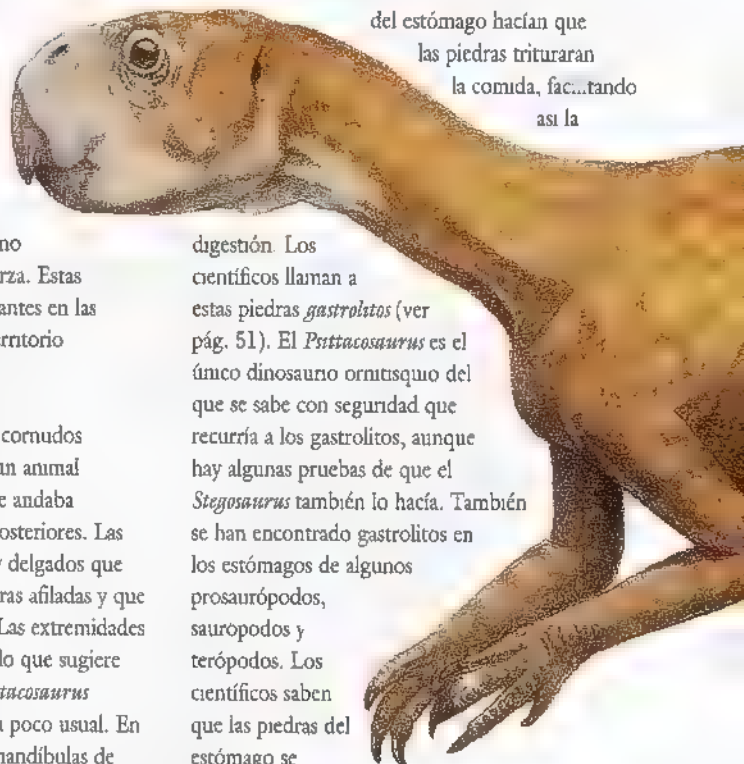 no
rza. Estas
antes en las
rritorio
cornudos
un animal
e andaba
osteriores. Las
y delgados que
ras afiladas y que
Las extremidades
lo que sugiere
tacosaurus
a poco usual. En
mandíbulas de
del estómago hacían que
las piedras trituraran
la comida, fac...tando
asi la
digestión. Los
científicos llaman a
estas piedras gastrolitos (ver
pág. 51). El Psittacosaurus es el
único dinosaurio ornitisquio del
que se sabe con seguridad que
recurría a los gastrolitos, aunque
hay algunas pruebas de que el
Stegosaurus también lo hacía. También
se han encontrado gastrolitos en
los estómagos de algunos
prosaurópodos,
sauropodos y
terópodos. Los
científicos saben
que las piedras del
estómago se